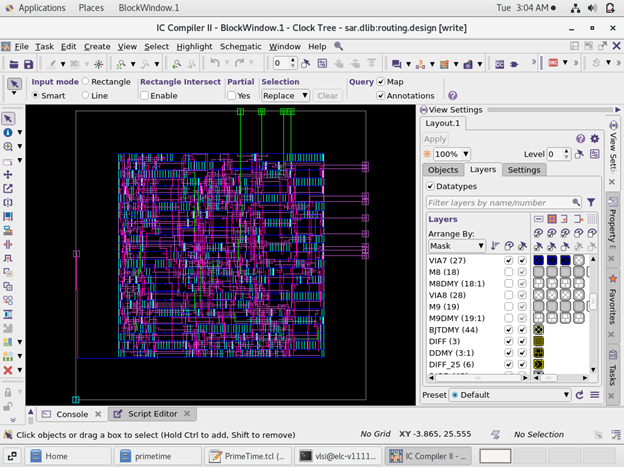 Applications Places Tue 3:04 AM
IC Compiler II - BlockWindow.1 - Clock Tree - sar.dlib:routing.design [write]
File Task Edit Create View Select Highlight Schematic Window Help
0
Input mode Rectangle Rectangle Intersect Partial Selection Query Map
Smart Line Enable Yes Replace Clear Annotations
View Settings
Layout.1
Apply
100% Level 0
Objects Layers Settings
Datatypes
Filter layers by name/number
Layers
Arrange By:
Mask
VIA7 (27)
M8 (18)
M8DMY (18:1)
VIA8 (28)
M9 (19)
M9DMY (19:1)
BJTDMY (44)
DIFF (3)
DDMY (3:1)
DIFF_25 (6)
Preset Default
View Setti...
Property E
Favorites
Tasks
Console Script Editor
Click objects or drag a box to select (Hold Ctrl to add, Shift to remove) No Grid XY -3.865, 25.555 No Selection
Home primetime PrimeTime.tcl (... vlsi@elc-v1111... IC Compiler II - B...